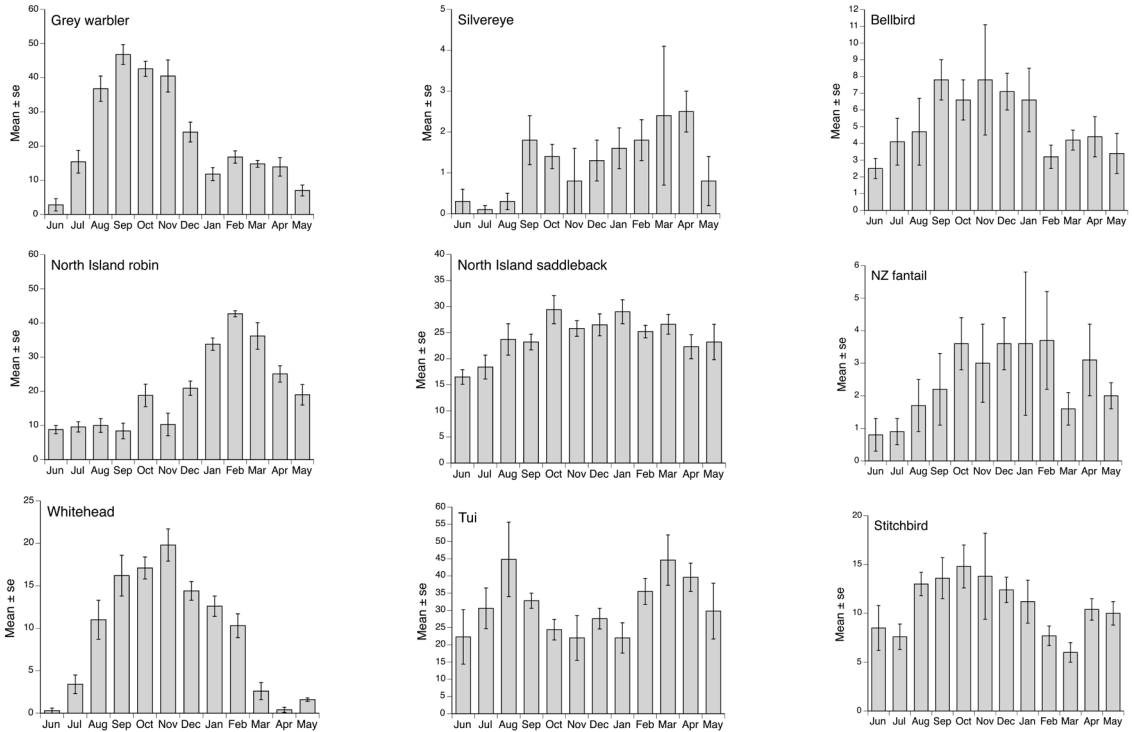 Grey warbler
Mean ± se
60
50
40
30
20
10
0
Jun Jul Aug Sep Oct Nov Dec Jan Feb Mar Apr May
Silvereye
Mean ± se
5
4
3
2
1
0
Jun Jul Aug Sep Oct Nov Dec Jan Feb Mar Apr May
Bellbird
Mean ± se
12
11
10
9
8
7
6
5
4
3
2
1
0
Jun Jul Aug Sep Oct Nov Dec Jan Feb Mar Apr May
North Island robin
Mean ± se
60
50
40
30
20
10
0
Jun Jul Aug Sep Oct Nov Dec Jan Feb Mar Apr May
North Island saddleback
Mean ± se
40
35
30
25
20
15
10
5
0
Jun Jul Aug Sep Oct Nov Dec Jan Feb Mar Apr May
NZ fantail
Mean ± se
6
5
4
3
2
1
0
Jun Jul Aug Sep Oct Nov Dec Jan Feb Mar Apr May
Whitehead
Mean ± se
25
20
15
10
5
0
Jun Jul Aug Sep Oct Nov Dec Jan Feb Mar Apr May
Tui
Mean ± se
60
55
50
45
40
35
30
25
20
15
10
5
0
Jun Jul Aug Sep Oct Nov Dec Jan Feb Mar Apr May
Stitchbird
Mean ± se
20
15
10
5
0
Jun Jul Aug Sep Oct Nov Dec Jan Feb Mar Apr May